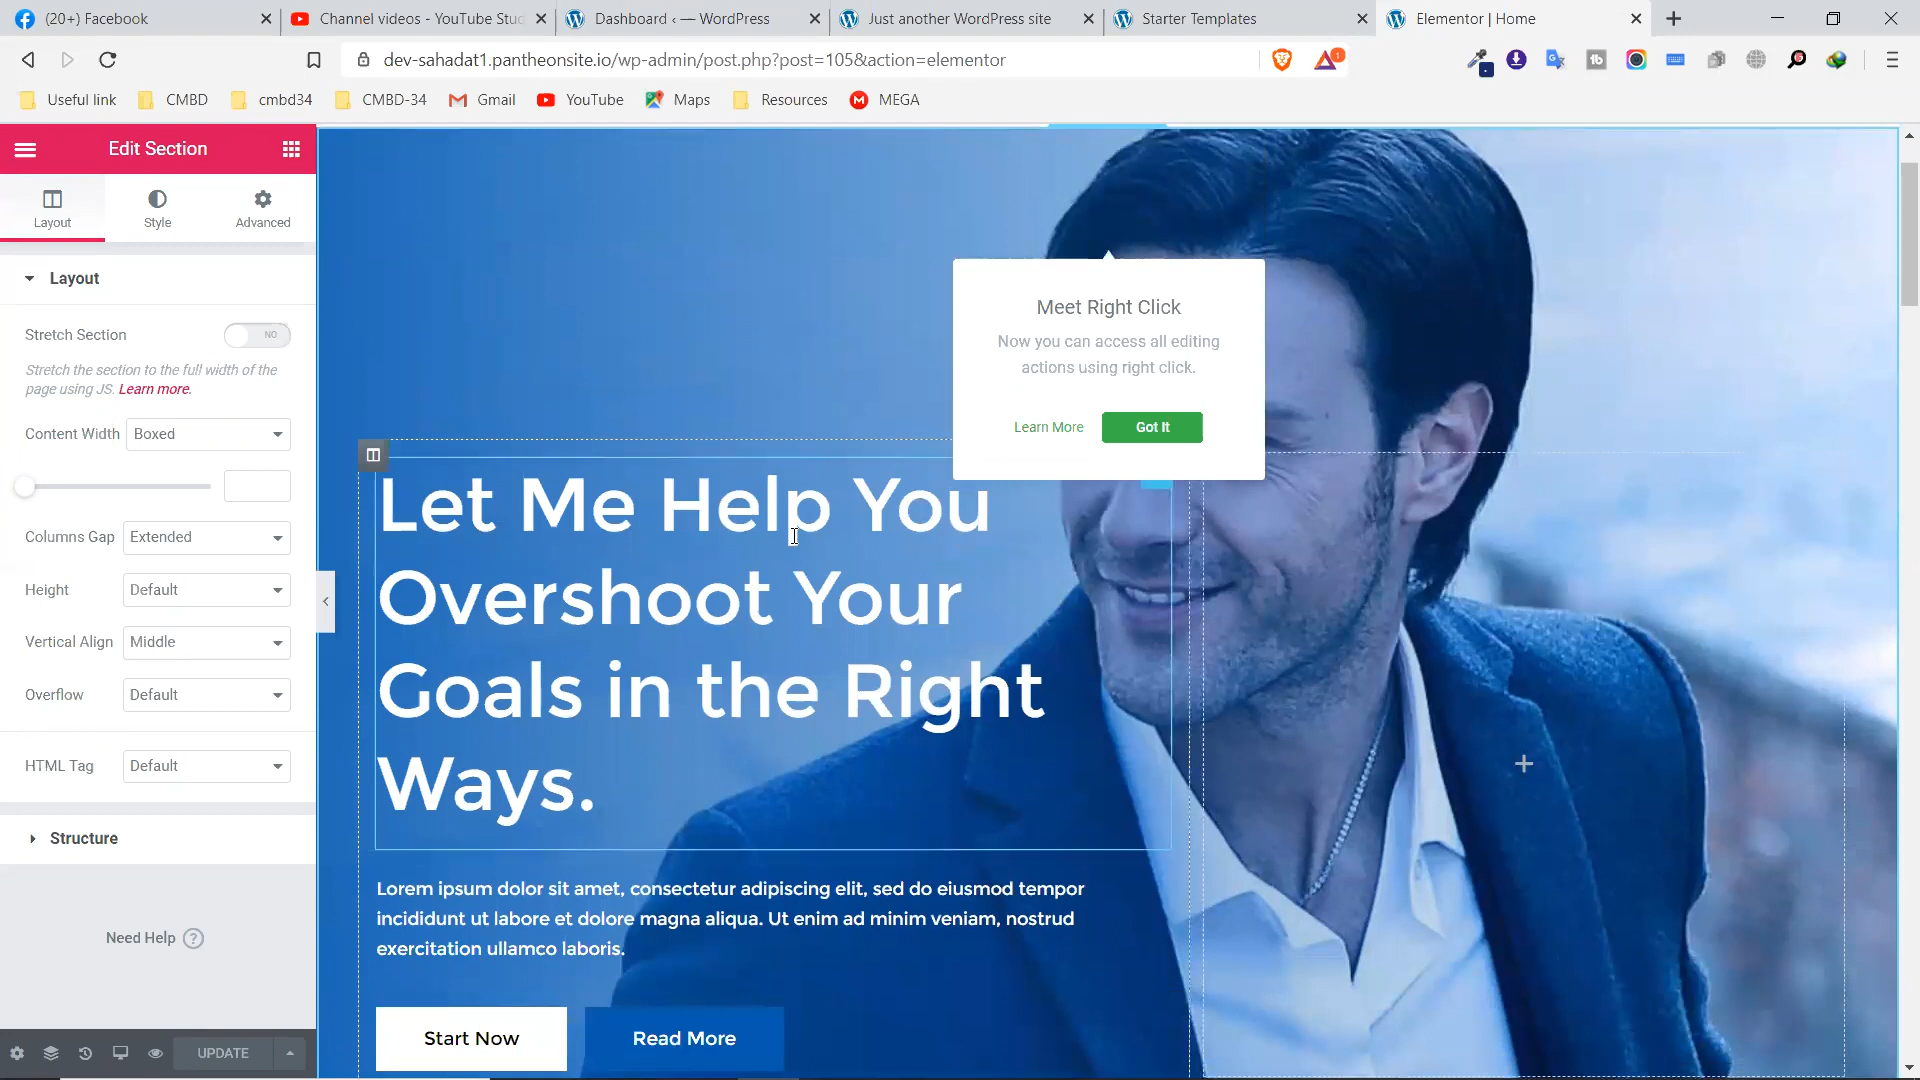 (20+) Facebook
Channel videos - YouTube Stud
Dashboard ‹ — WordPress
Just another WordPress site
Starter Templates
Elementor | Home
dev-sahadat1.pantheonsite.io/wp-admin/post.php?post=105&action=elementor
1
Useful link
CMBD
cmbd34
CMBD-34
Gmail
YouTube
Maps
Resources
MEGA
Edit Section
Layout
Style
Advanced
Layout
Stretch Section
NO
Stretch the section to the full width of the
page using JS. Learn more.
Content Width
Boxed
Columns Gap
Extended
Height
Default
Vertical Align
Middle
Overflow
Default
HTML Tag
Default
Structure
Need Help
UPDATE
Meet Right Click
Now you can access all editing
actions using right click.
Learn More
Got It
Let Me Help You
Overshoot Your
Goals in the Right
Ways.
Lorem ipsum dolor sit amet, consectetur adipiscing elit, sed do eiusmod tempor
incididunt ut labore et dolore magna aliqua. Ut enim ad minim veniam, nostrud
exercitation ullamco laboris.
Start Now
Read More